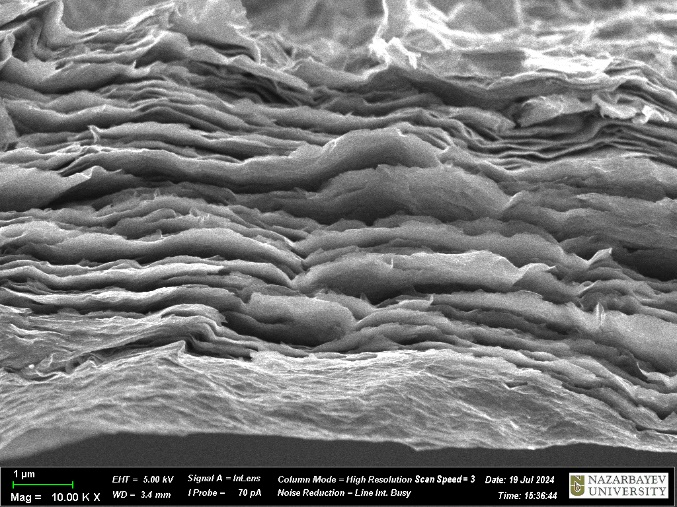 1 µm
Mag = 10.00 K X
EHT = 5.00 kV
WD = 3.4 mm
Signal A = InLens
I Probe = 70 pA
Column Mode = High Resolution Scan Speed = 3
Noise Reduction = Line Int. Busy
Date: 19 Jul 2024
Time: 15:36:44
NAZARBAYEV
UNIVERSITY